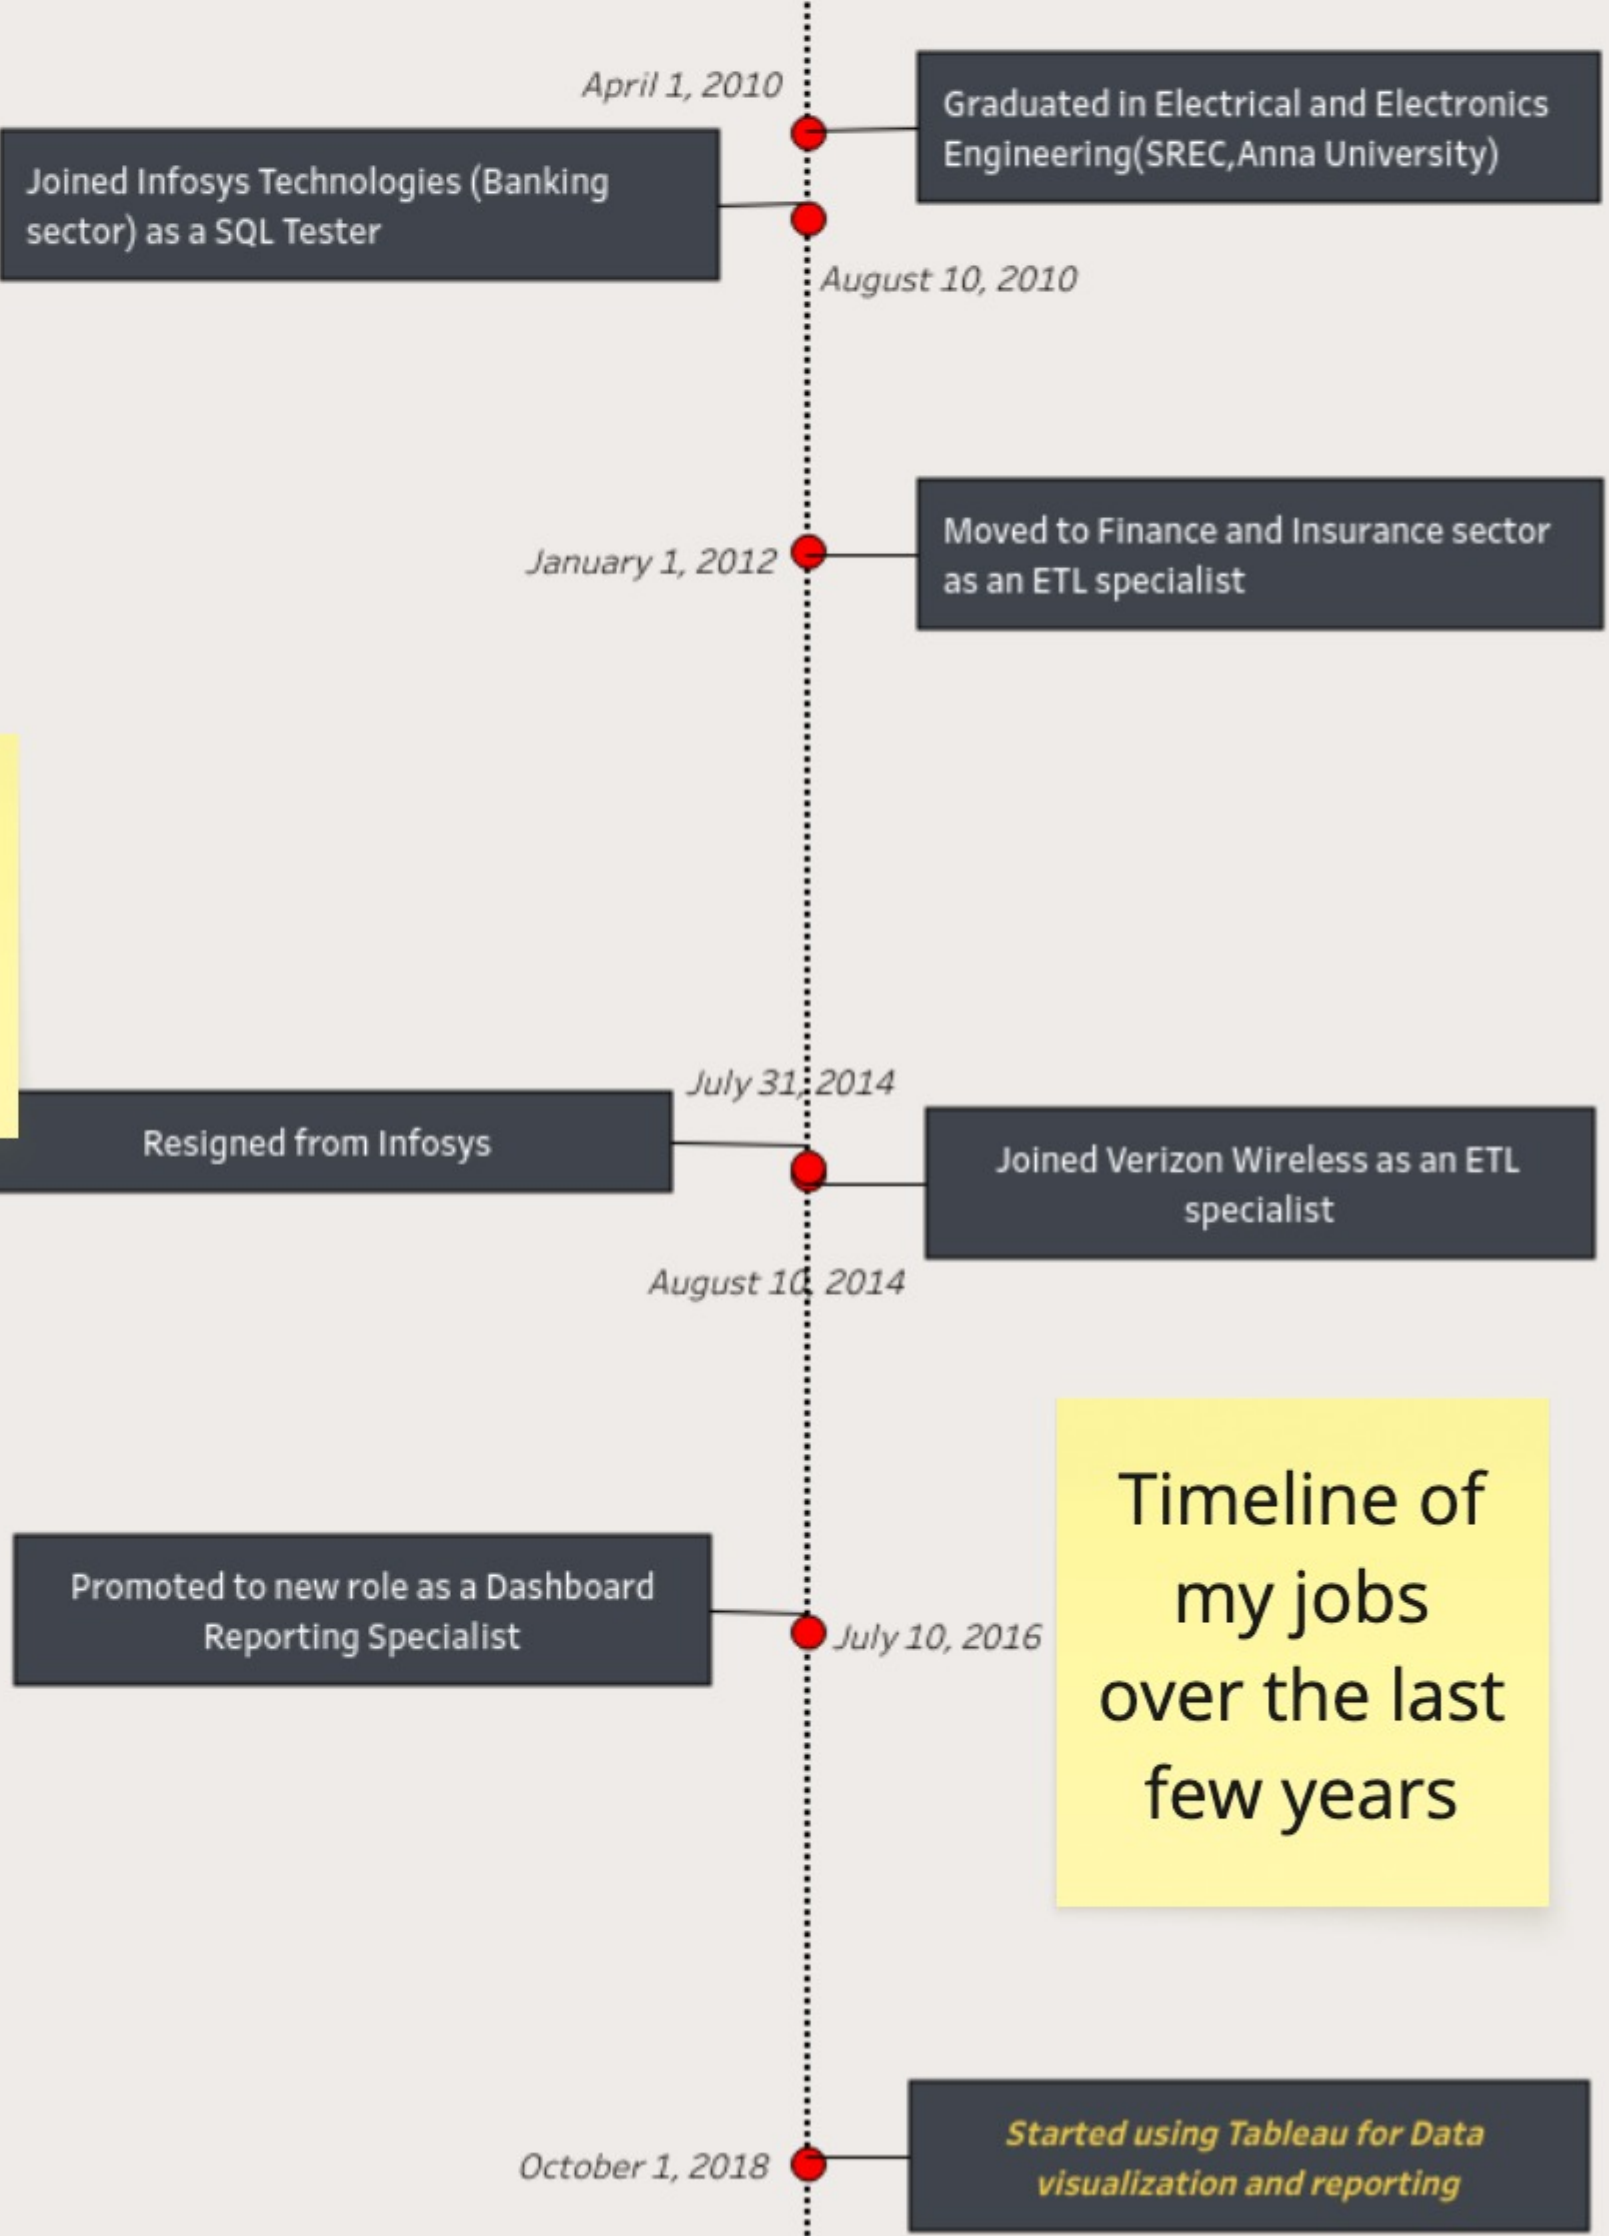 April 1, 2010
Graduated in Electrical and Electronics
Engineering(SREC,Anna University)
Joined Infosys Technologies (Banking
sector) as a SQL Tester
August 10, 2010
Moved to Finance and Insurance sector
as an ETL specialist
January 1, 2012
July 31, 2014
Resigned from Infosys
Joined Verizon Wireless as an ETL
specialist
August 10, 2014
Timeline of
my jobs
over the last
few years
Promoted to new role as a Dashboard
Reporting Specialist
July 10, 2016
Started using Tableau for Data
visualization and reporting
October 1, 2018